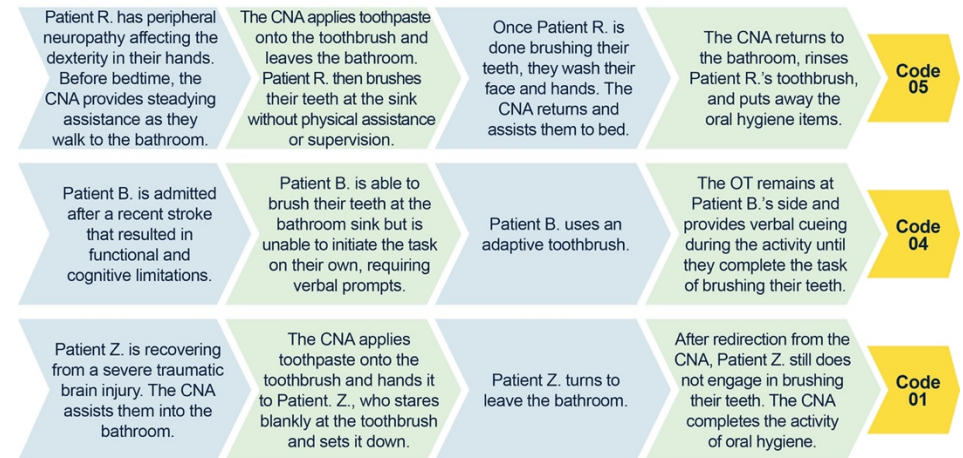 Patient R. has peripheral
neuropathy affecting the
dexterity in their hands.
Before bedtime, the
CNA provides steadying
assistance as they
walk to the bathroom.
The CNA applies toothpaste
onto the toothbrush and
leaves the bathroom.
Patient R. then brushes
their teeth at the sink
without physical assistance
or supervision.
Once Patient R. is
done brushing their
teeth, they wash their
face and hands. The
CNA returns and
assists them to bed.
The CNA returns to
the bathroom, rinses
Patient R.'s toothbrush,
and puts away the
oral hygiene items.
Code
05
Patient B. is admitted
after a recent stroke
that resulted in
functional and
cognitive limitations.
Patient B. is able to
brush their teeth at the
bathroom sink but is
unable to initiate the task
on their own, requiring
verbal prompts.
Patient B. uses an
adaptive toothbrush.
The OT remains at
Patient B.'s side and
provides verbal cueing
during the activity until
they complete the task
of brushing their teeth.
Code
04
Patient Z. is recovering
from a severe traumatic
brain injury. The CNA
assists them into the
bathroom.
The CNA applies
toothpaste onto the
toothbrush and hands it
to Patient. Z., who stares
blankly at the toothbrush
and sets it down.
Patient Z. turns to
leave the bathroom.
After redirection from the
CNA, Patient Z. still does
not engage in brushing
their teeth. The CNA
completes the activity
of oral hygiene.
Code
01